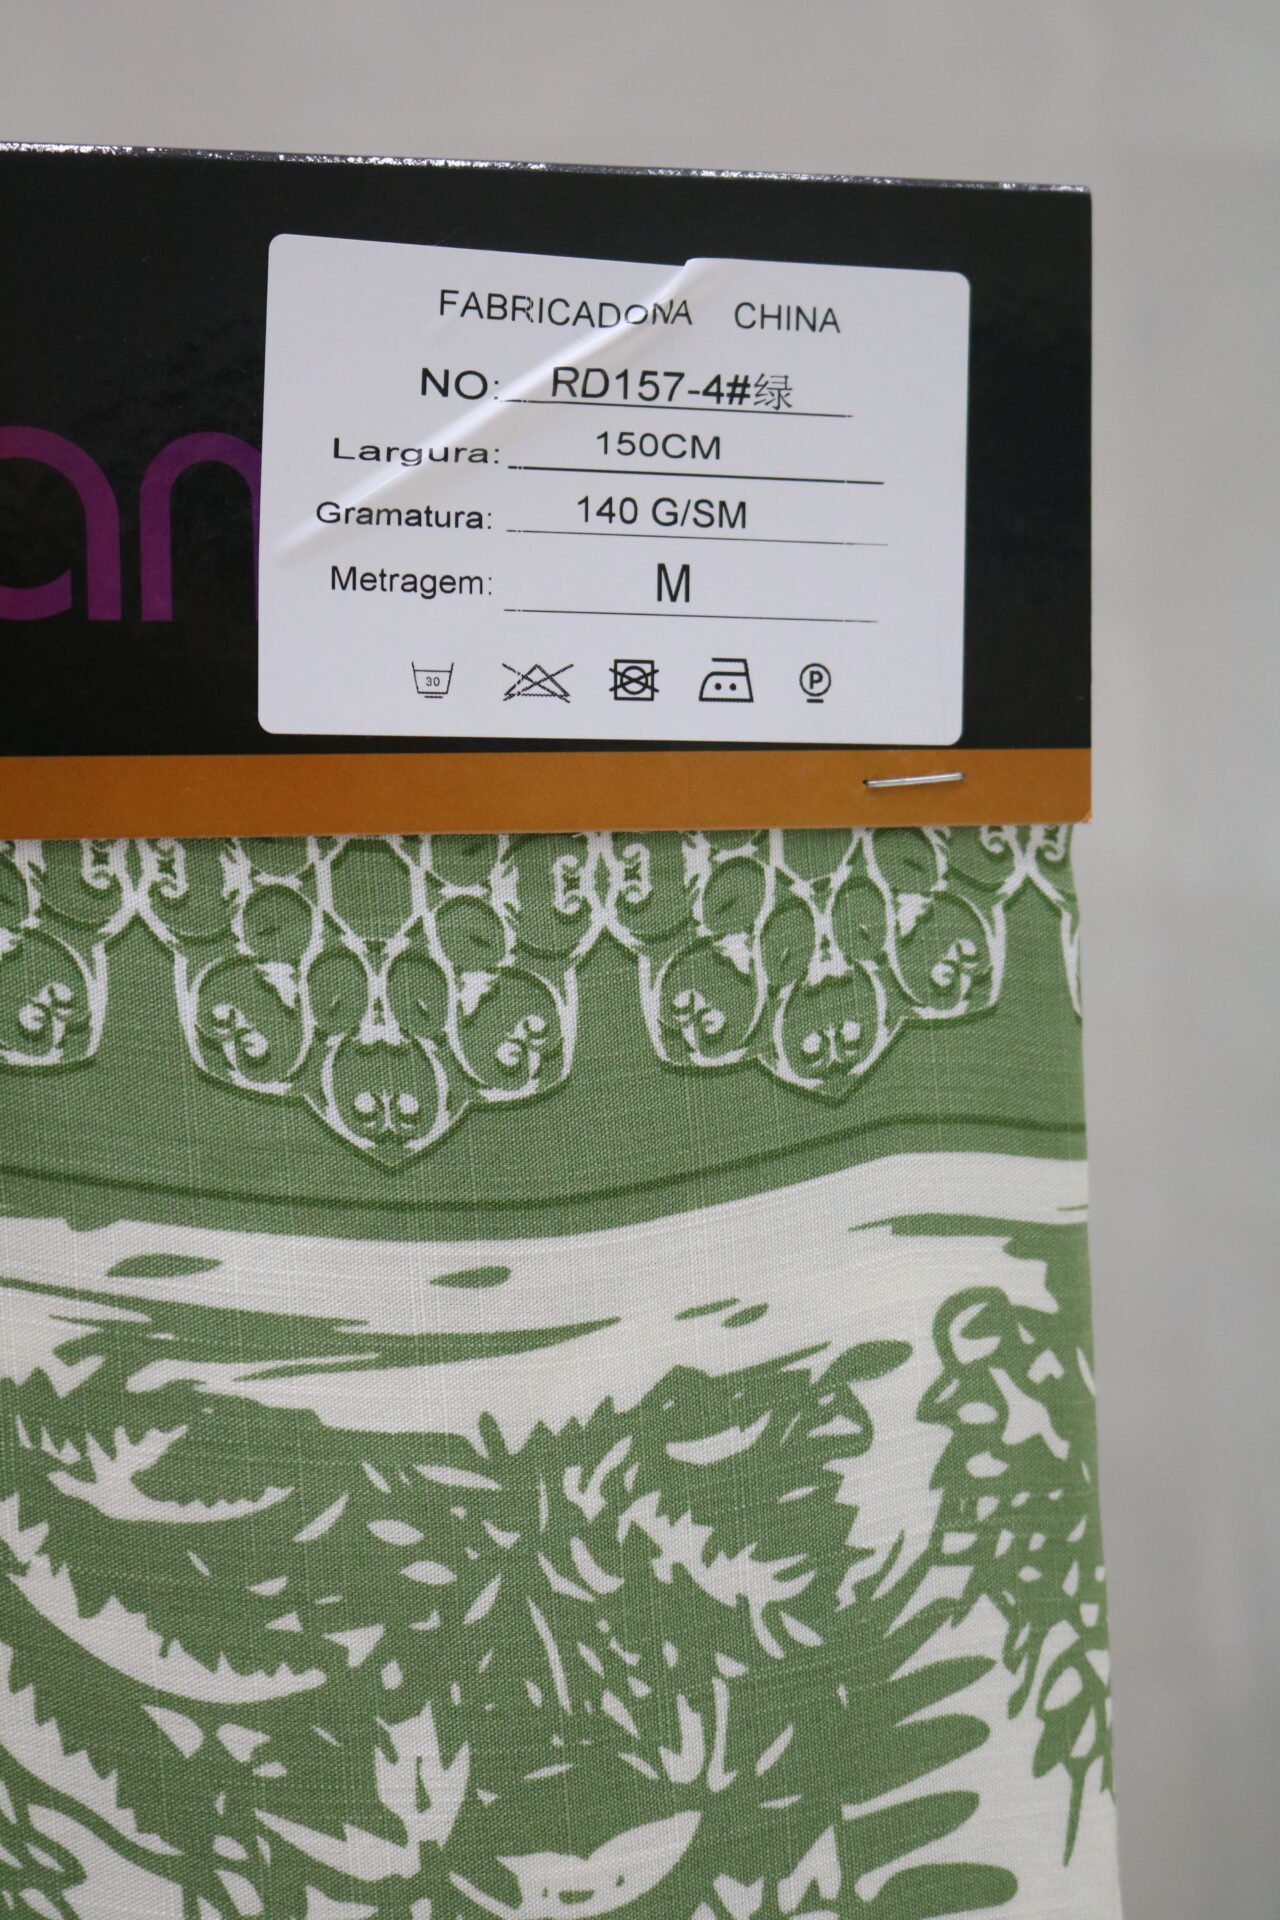 FABRICADONA CHINA
NO: RD157-4#绿
Largura: 150CM
Gramatura: 140 G/SM
Metragem: M
30
P